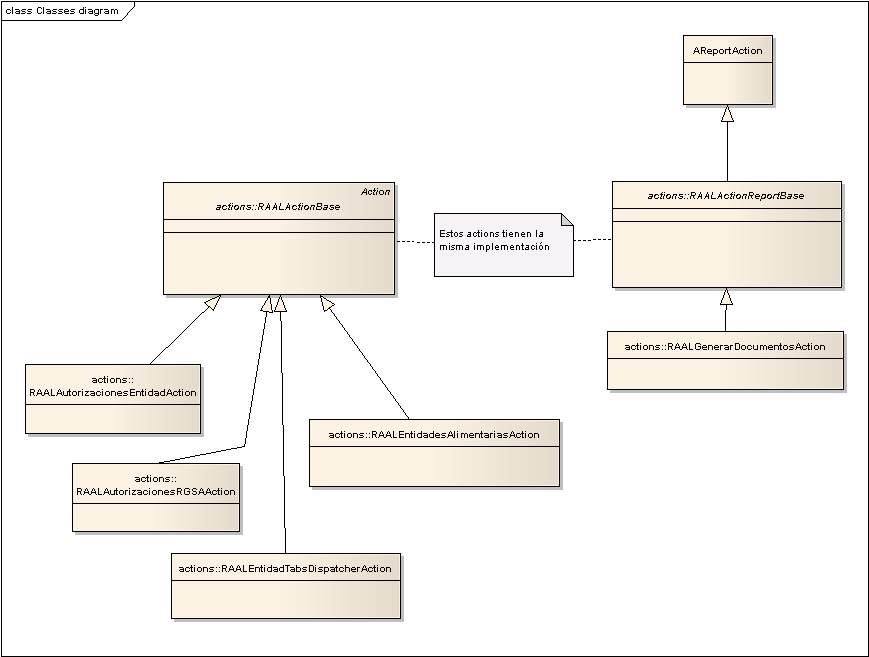 class Classes diagram
AReportAction
Action
actions::RAALActionBase
actions::RAALActionReportBase
Estos actions tienen la
misma implementación
actions::RAALGenerarDocumentosAction
actions::
RAALAutorizacionesEntidadAction
actions::RAALEntidadesAlimentariasAction
actions::
RAALAutorizacionesRGSAAction
actions::RAALEntidadTabsDispatcherAction